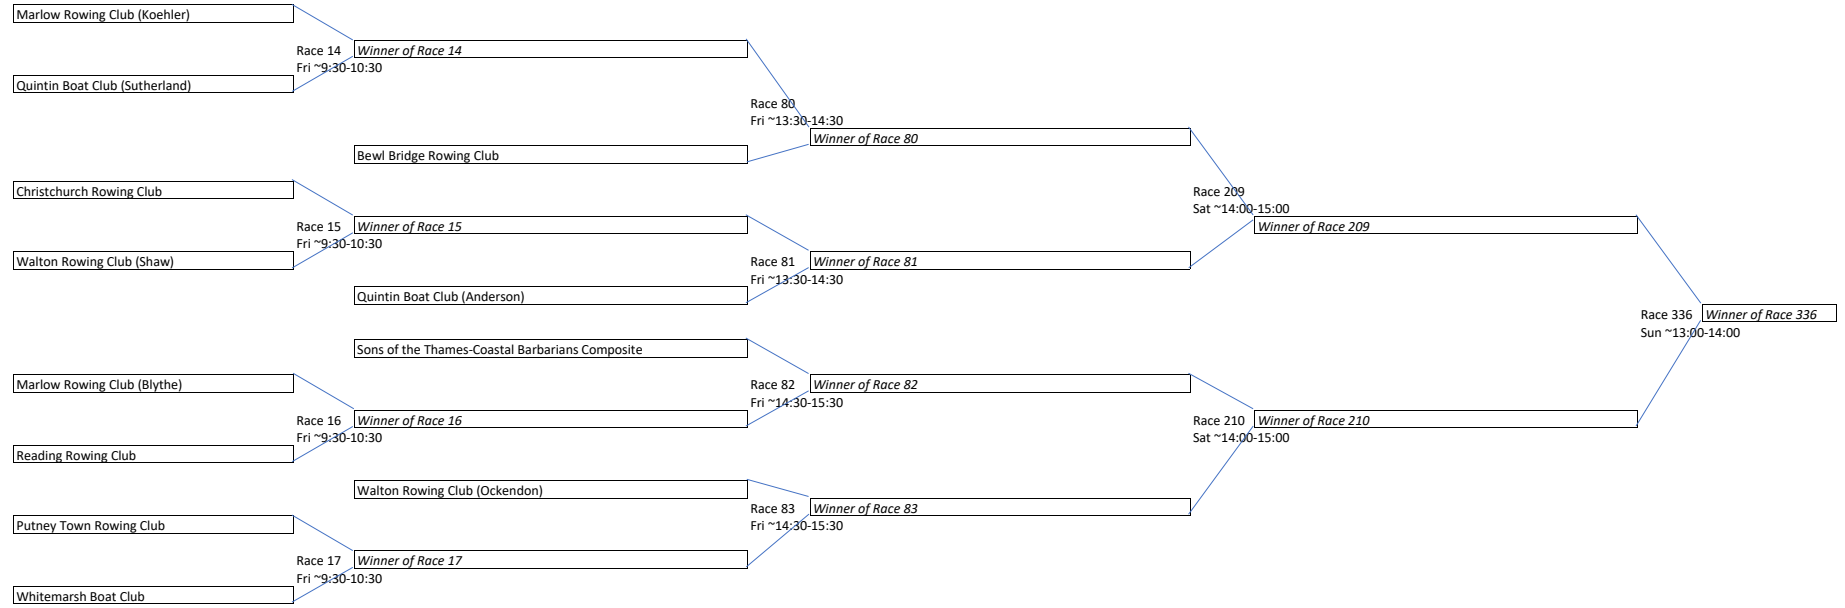 Marlow Rowing Club (Koehler)
Race 14
Winner of Race 14
Fri ~9:30-10:30
Quintin Boat Club (Sutherland)
Race 80
Fri ~13:30-14:30
Winner of Race 80
Bewl Bridge Rowing Club
Christchurch Rowing Club
Race 209
Sat ~14:00-15:00
Race 15
Winner of Race 15
Winner of Race 209
Fri ~9:30-10:30
Walton Rowing Club (Shaw)
Race 81
Winner of Race 81
Fri ~13:30-14:30
Quintin Boat Club (Anderson)
Race 336
Winner of Race 336
Sun ~13:00-14:00
Sons of the Thames-Coastal Barbarians Composite
Marlow Rowing Club (Blythe)
Race 82
Winner of Race 82
Fri ~14:30-15:30
Race 16
Winner of Race 16
Race 210
Winner of Race 210
Fri ~9:30-10:30
Sat ~14:00-15:00
Reading Rowing Club
Walton Rowing Club (Ockendon)
Race 83
Winner of Race 83
Putney Town Rowing Club
Fri ~14:30-15:30
Race 17
Winner of Race 17
Fri ~9:30-10:30
Whitemarsh Boat Club